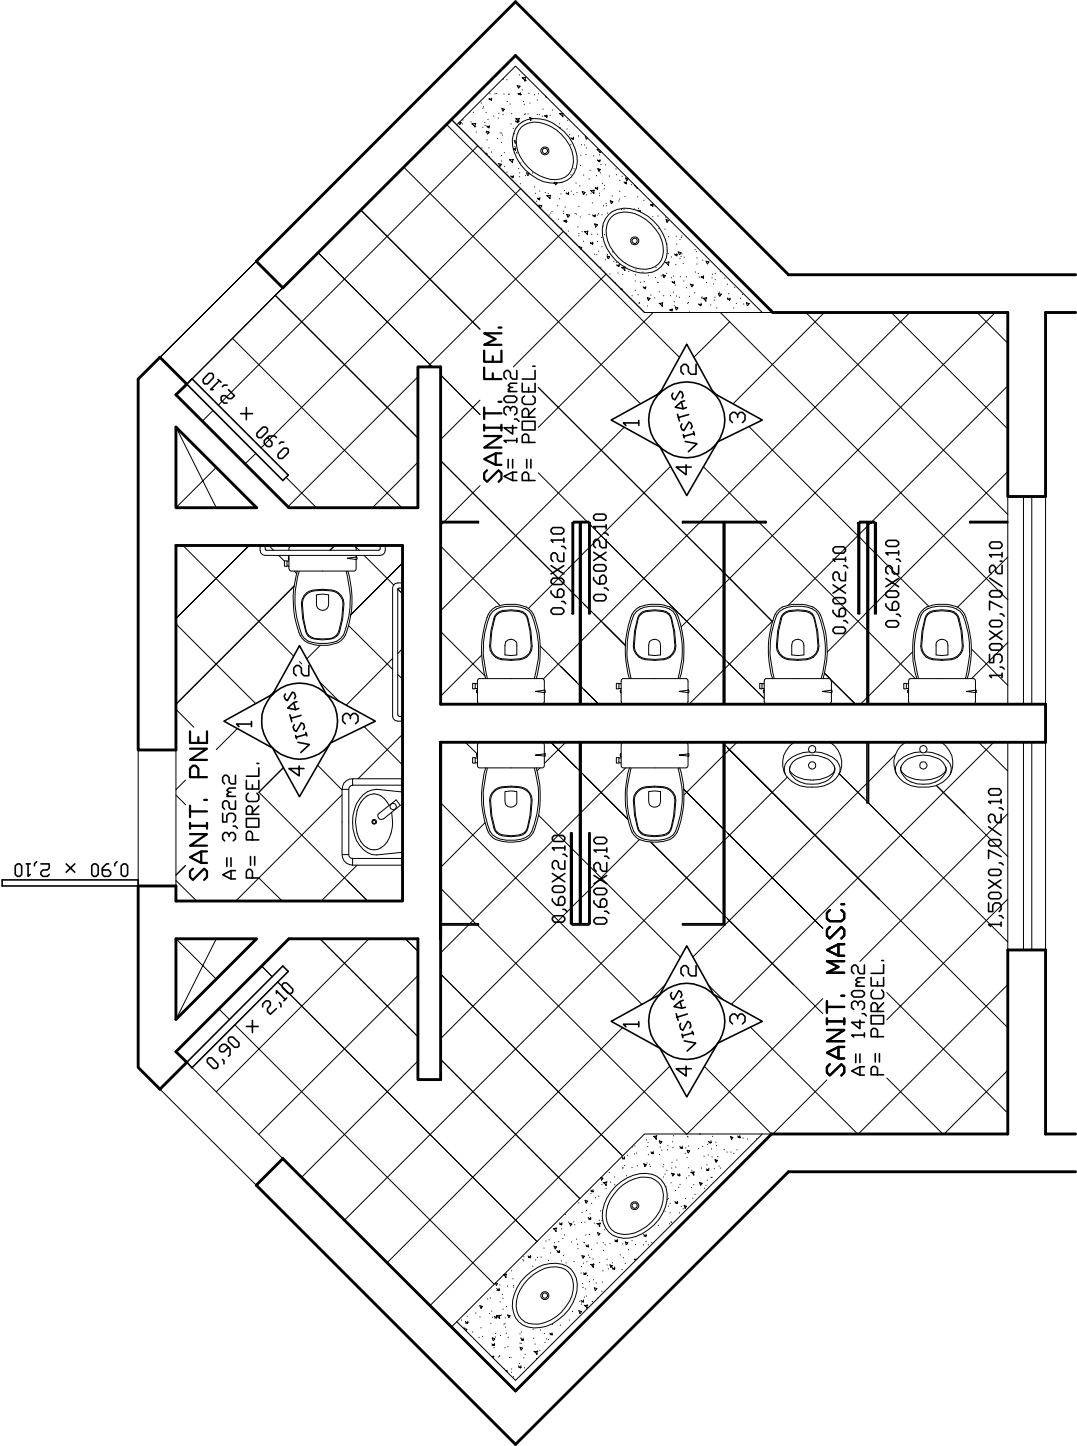 SANIT. PNE
A= 3,52m2
P= PORCEL.
1
2
3
4
VISTAS
0,90 x 2,10
0,90 x 2,10
0,90 x 2,10
SANIT. FEM.
A= 14,30m2
P= PORCEL.
1
2
3
4
VISTAS
0,60X2,10
0,60X2,10
0,60X2,10
0,60X2,10
1,50X0,70/2,10
0,60X2,10
0,60X2,10
1,50X0,70/2,10
SANIT. MASC.
A= 14,30m2
P= PORCEL.
1
2
3
4
VISTAS